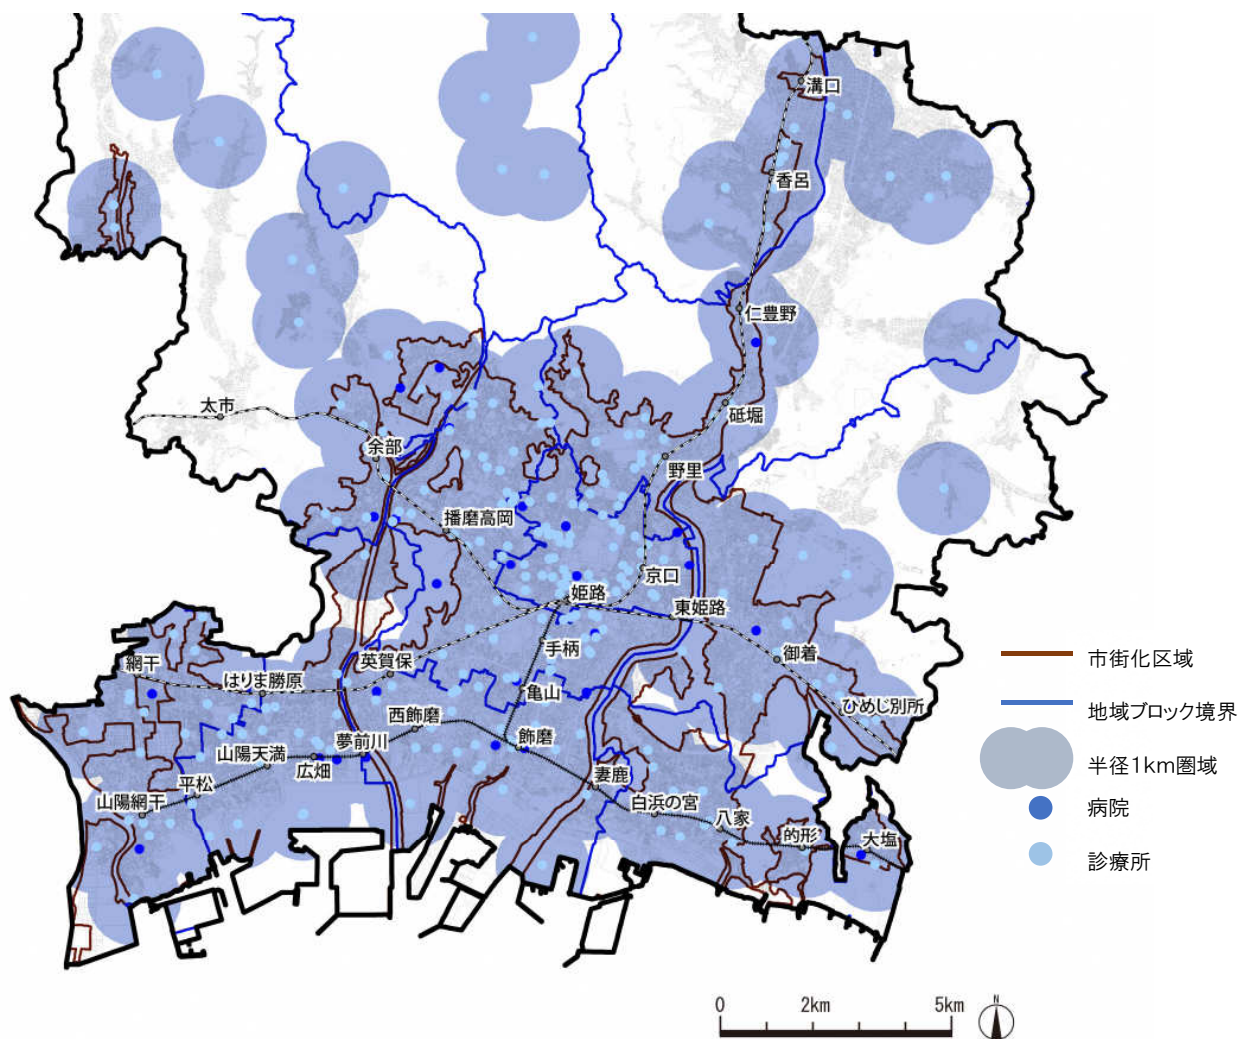 溝口
香呂
仁豊野
太市
砥堀
余部
野里
播磨高岡
京口
姫路
東姫路
手柄
御着
英賀保
網干
はりま勝原
亀山
ひめじ別所
西飾磨
飾磨
夢前川
山陽天満
広畑
妻鹿
平松
山陽網干
白浜の宮
八家
的形
大塩
市街化区域
地域ブロック境界
半径1km圏域
病院
診療所
0 2km 5km
N